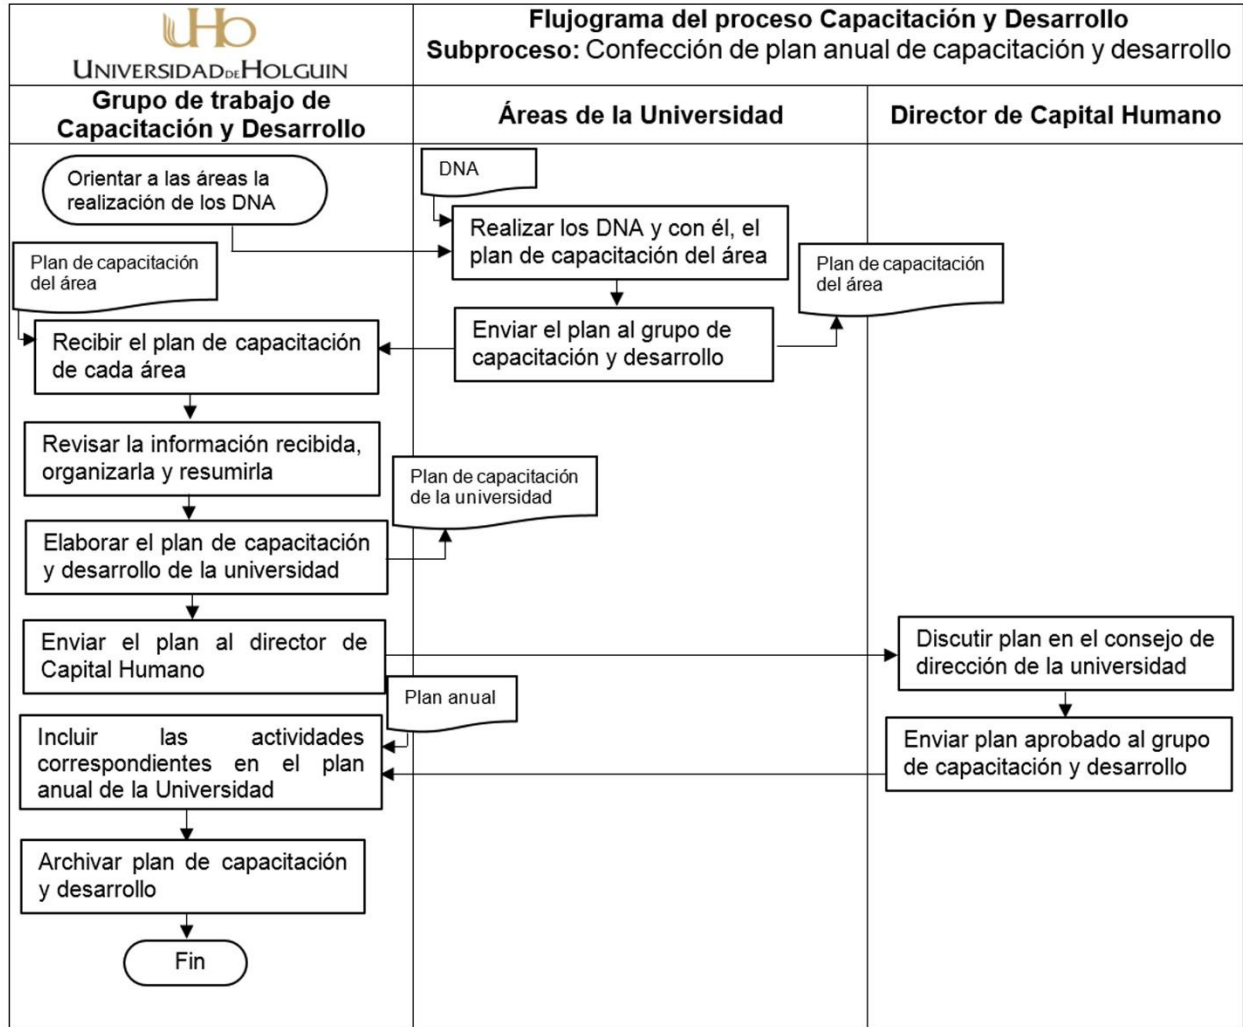 UHO
UNIVERSIDAD DE HOLGUIN
Flujograma del proceso Capacitación y Desarrollo
Subproceso: Confección de plan anual de capacitación y desarrollo
Grupo de trabajo de
Capacitación y Desarrollo
Áreas de la Universidad
Director de Capital Humano
Orientar a las áreas la
realización de los DNA
DNA
Realizar los DNA y con él, el
plan de capacitación del área
Plan de capacitación
del área
Plan de capacitación
del área
Enviar el plan al grupo de
capacitación y desarrollo
Recibir el plan de capacitación
de cada área
Revisar la información recibida,
organizarla y resumirla
Plan de capacitación
de la universidad
Elaborar el plan de capacitación
y desarrollo de la universidad
Enviar el plan al director de
Capital Humano
Discutir plan en el consejo de
dirección de la universidad
Plan anual
Enviar plan aprobado al grupo
de capacitación y desarrollo
Incluir las actividades
correspondientes en el plan
anual de la Universidad
Archivar plan de capacitación
y desarrollo
Fin